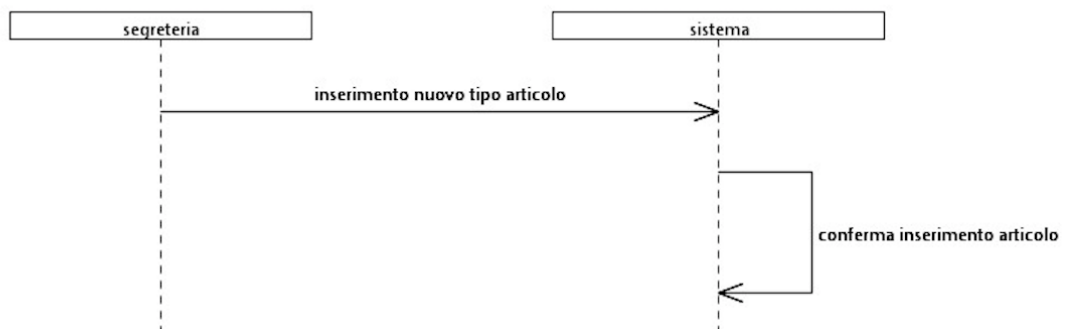 segreteria
sistema
inserimento nuovo tipo articolo
conferma inserimento articolo